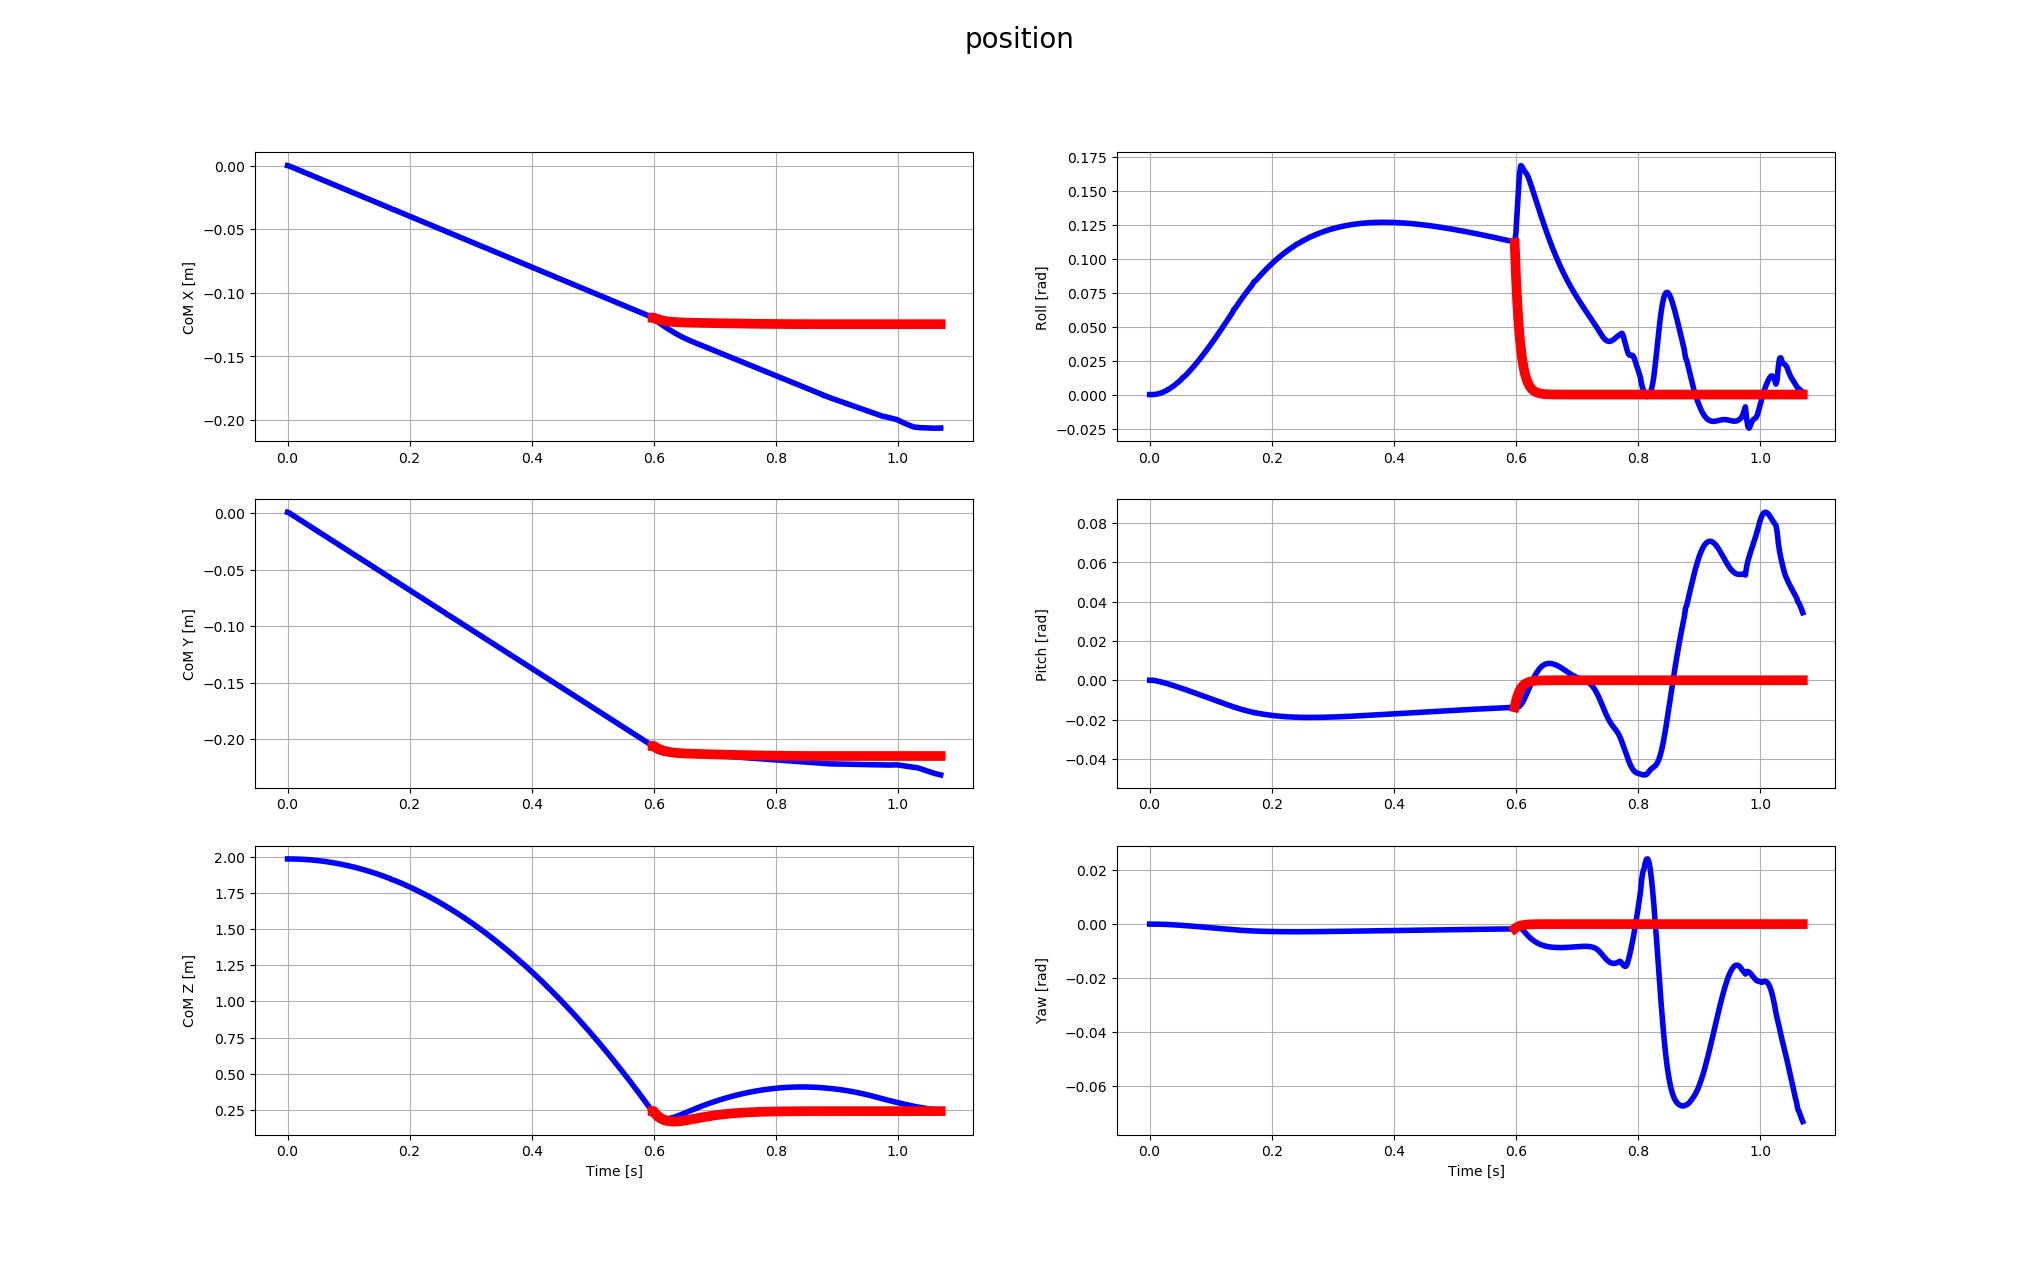 position
0.00
−0.05
−0.10
−0.15
−0.20
CoM X [m]
0.0 0.2 0.4 0.6 0.8 1.0
0.175
0.150
0.125
0.100
0.075
0.050
0.025
0.000
−0.025
Roll [rad]
0.0 0.2 0.4 0.6 0.8 1.0
0.00
−0.05
−0.10
−0.15
−0.20
CoM Y [m]
0.0 0.2 0.4 0.6 0.8 1.0
0.08
0.06
0.04
0.02
0.00
−0.02
−0.04
Pitch [rad]
0.0 0.2 0.4 0.6 0.8 1.0
2.00
1.75
1.50
1.25
1.00
0.75
0.50
0.25
CoM Z [m]
0.0 0.2 0.4 0.6 0.8 1.0
Time [s]
0.02
0.00
−0.02
−0.04
−0.06
Yaw [rad]
0.0 0.2 0.4 0.6 0.8 1.0
Time [s]